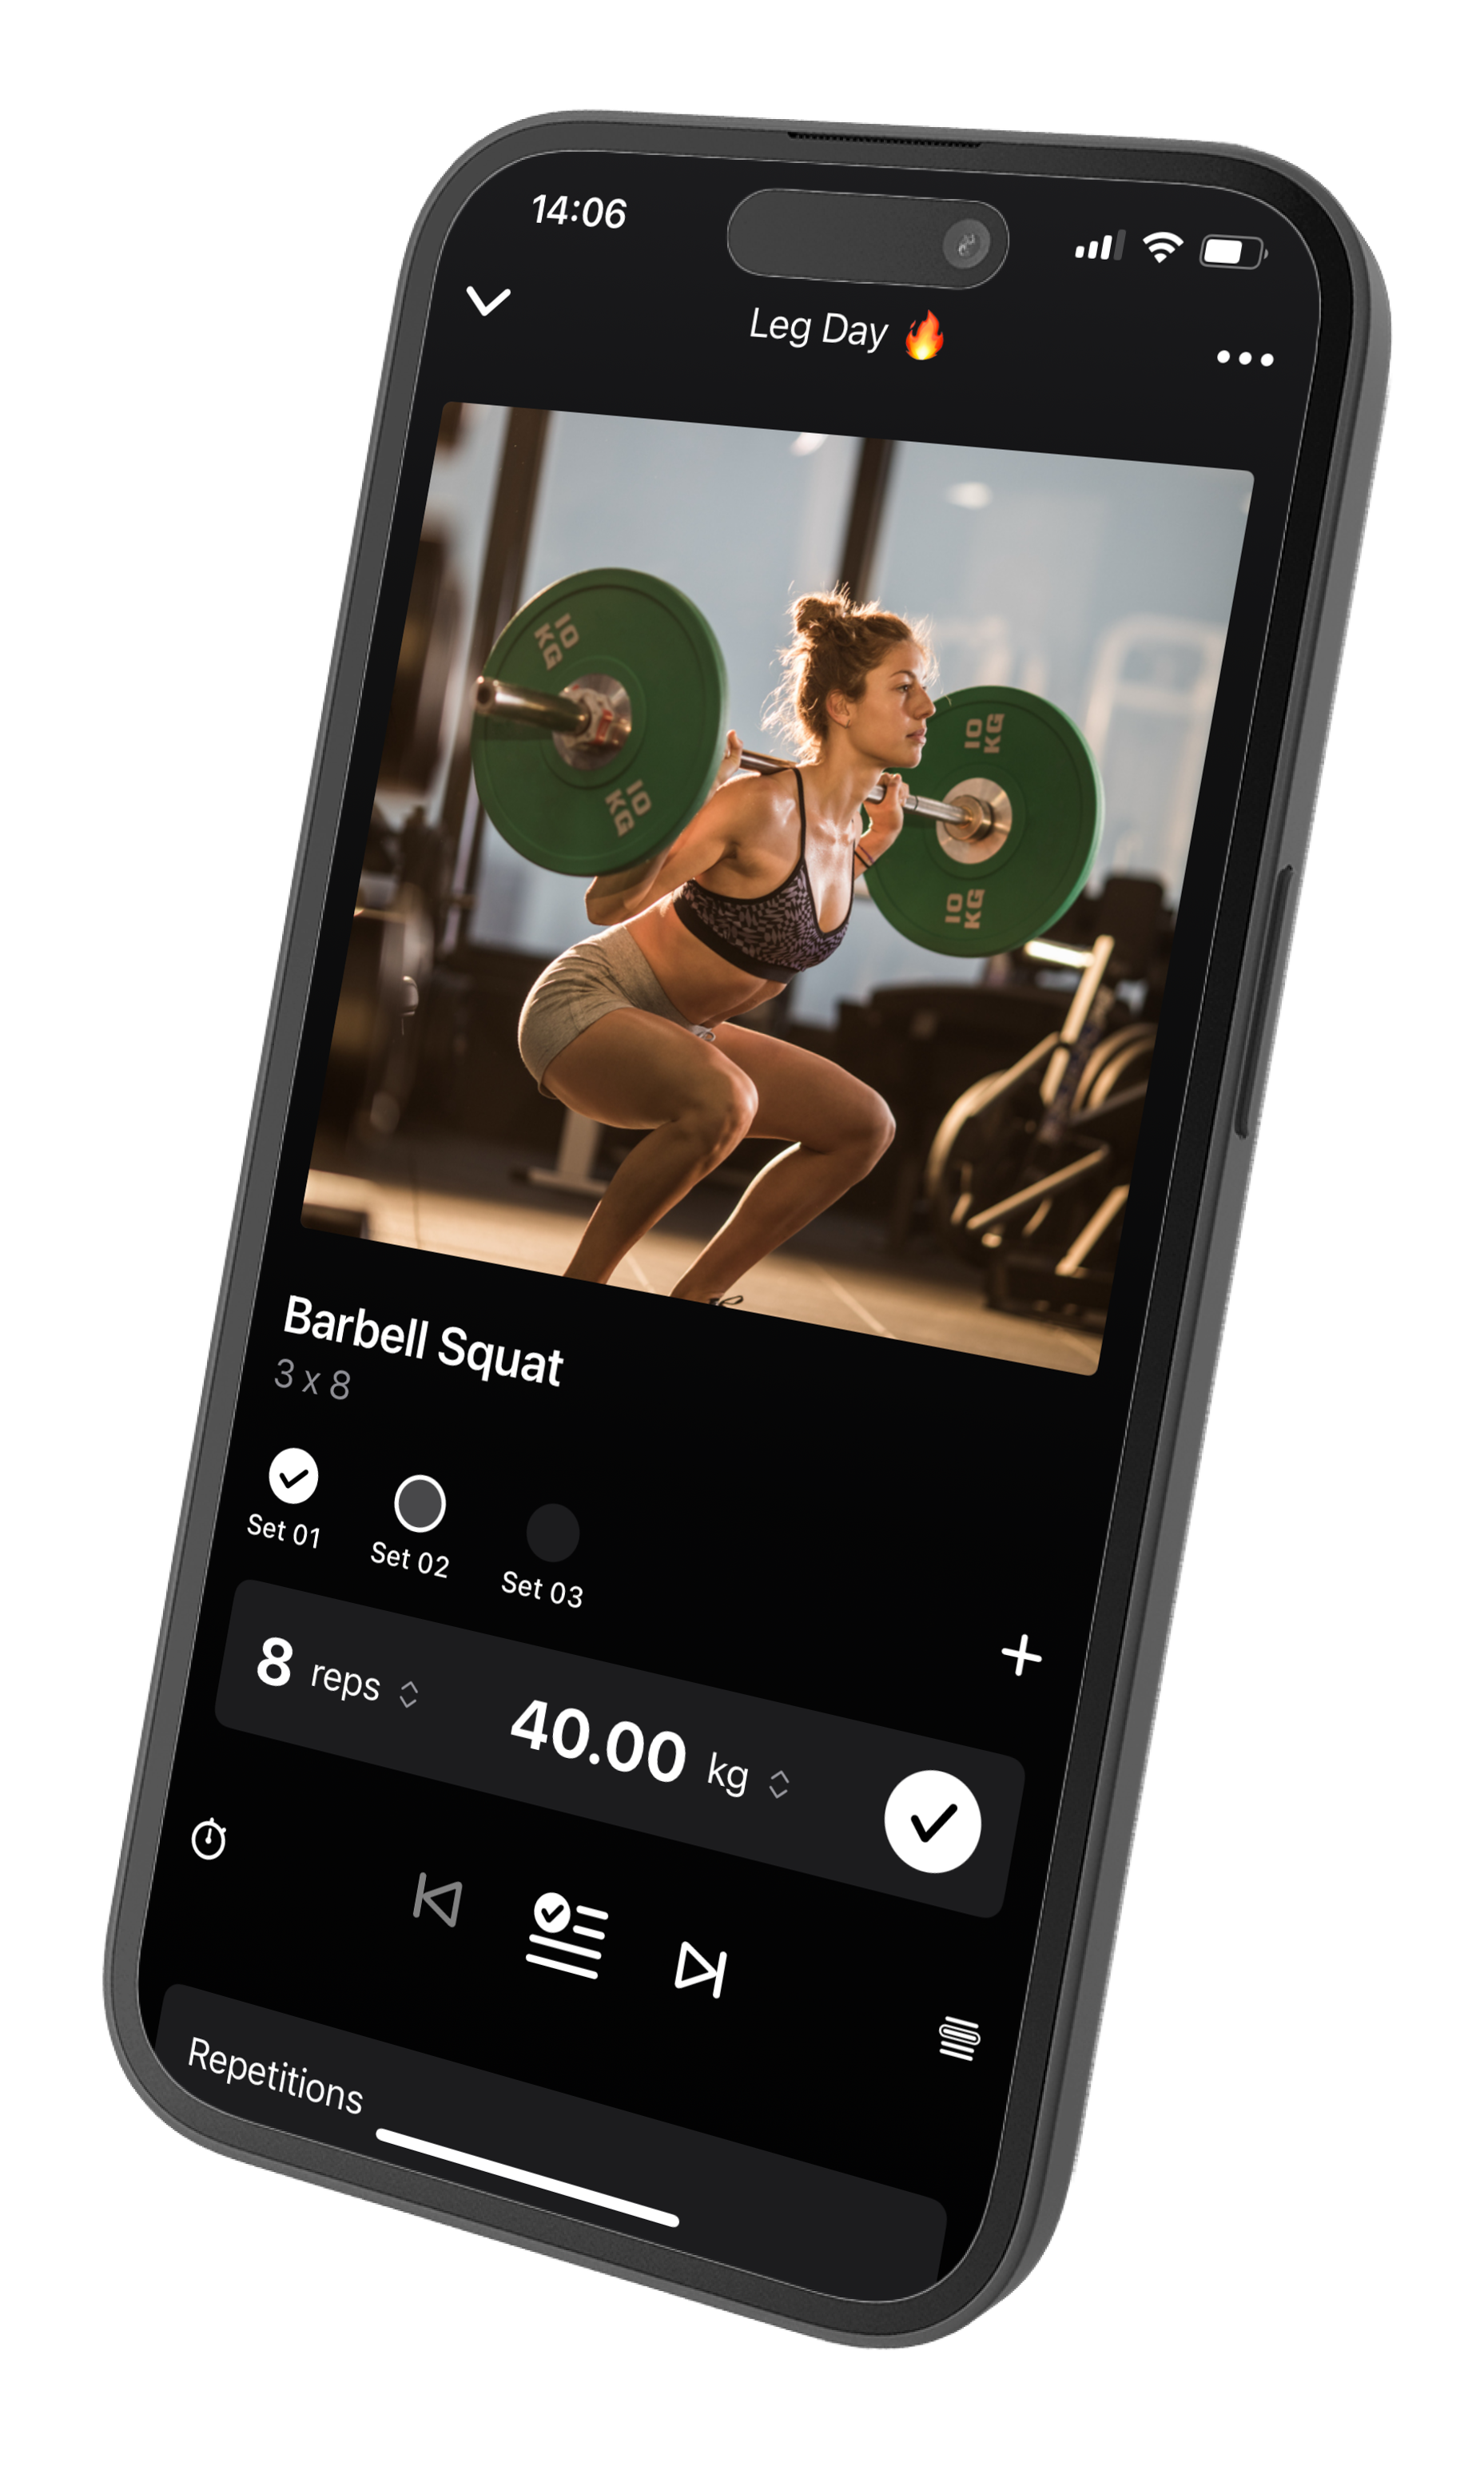 14:06
Leg Day 🔥
10
KG
10
KG
10
KG
10
KG
Barbell Squat
3 x 8
Set 01
Set 02
Set 03
8 reps
40.00 kg
Repetitions